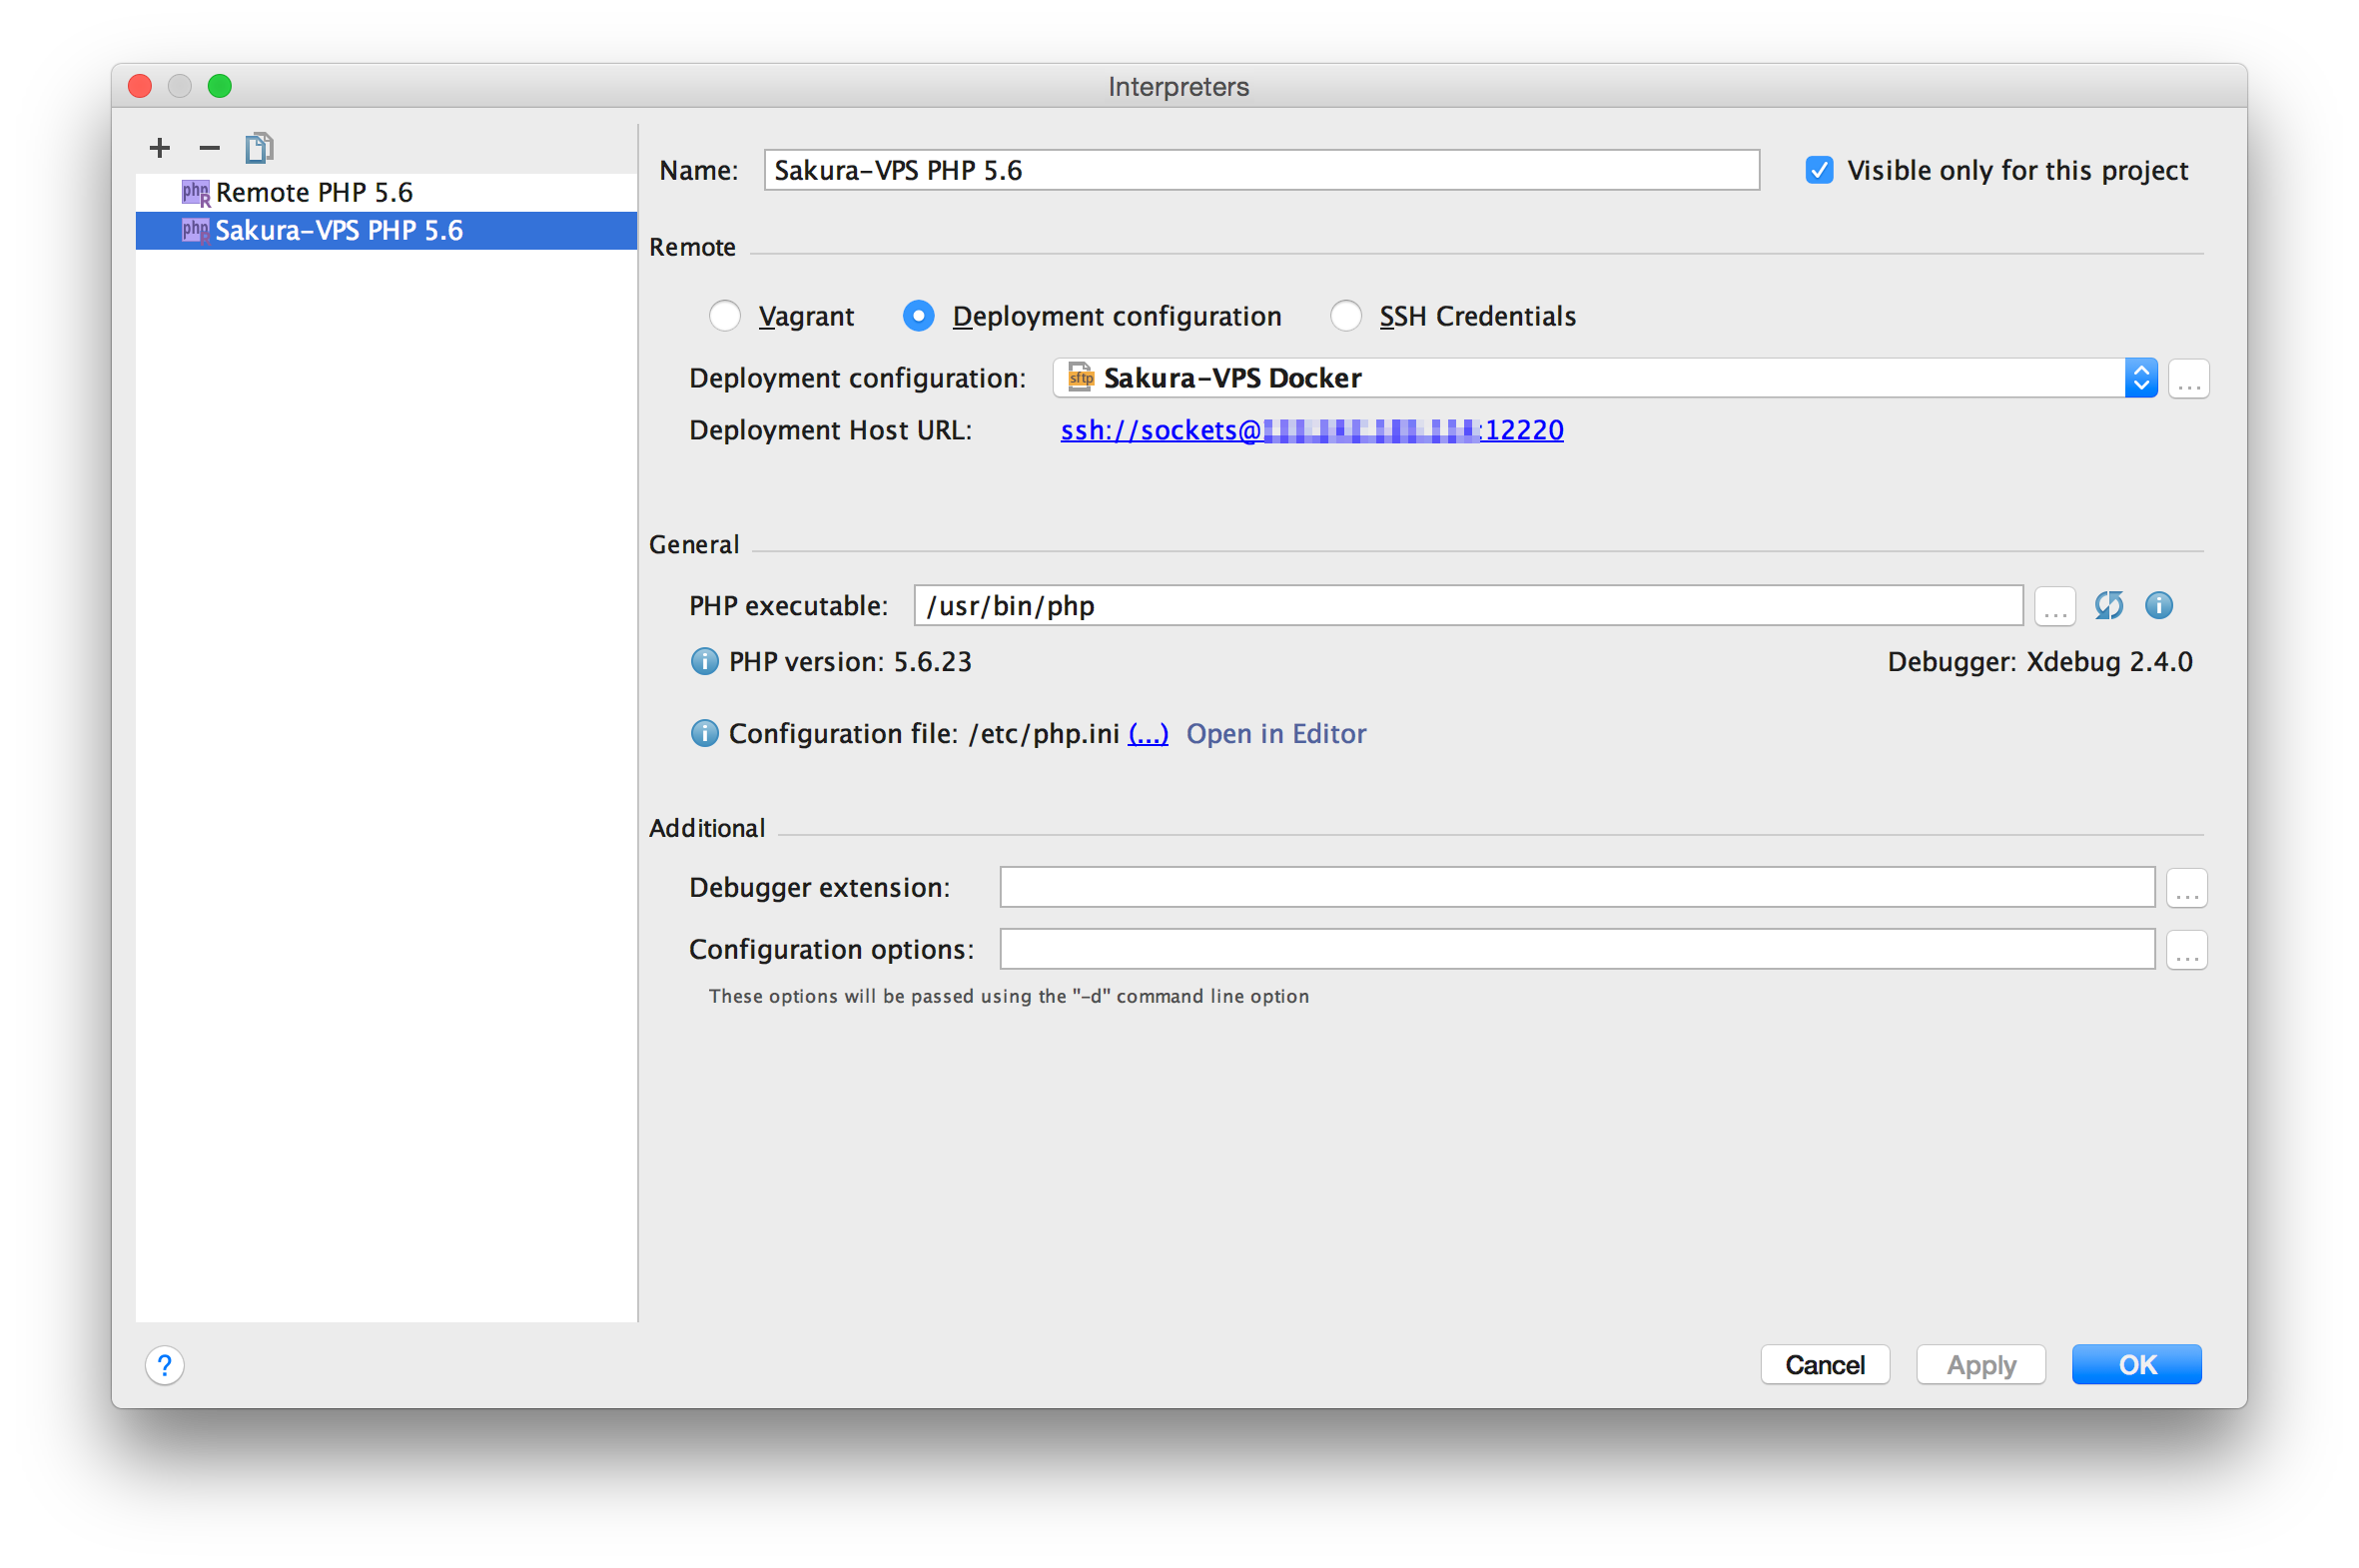 Interpreters
php R Remote PHP 5.6
php R Sakura-VPS PHP 5.6
Name: Sakura-VPS PHP 5.6 Visible only for this project
Remote
Vagrant Deployment configuration SSH Credentials
Deployment configuration: sftp Sakura-VPS Docker ...
Deployment Host URL: ssh://sockets@ :12220
General
PHP executable: /usr/bin/php ...
PHP version: 5.6.23 Debugger: Xdebug 2.4.0
Configuration file: /etc/php.ini (...) Open in Editor
Additional
Debugger extension: ...
Configuration options: ...
These options will be passed using the "-d" command line option
? Cancel Apply OK